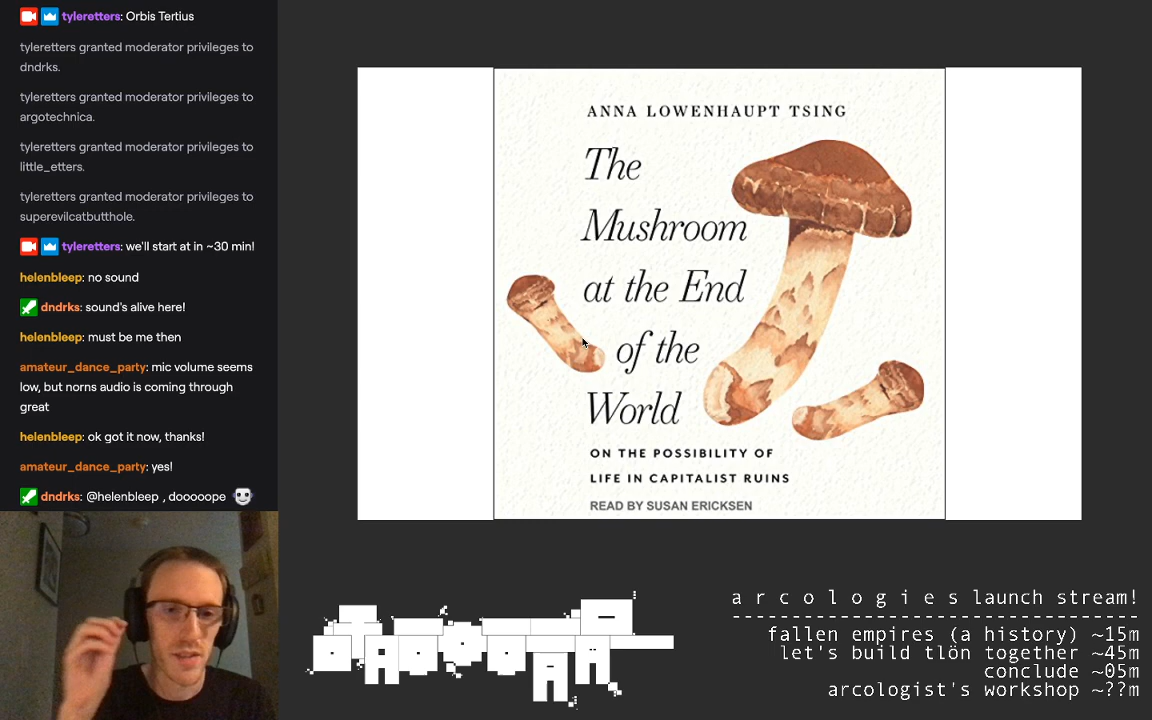 tyleretters: Orbis Tertius
tyleretters granted moderator privileges to
dndrks.
tyleretters granted moderator privileges to
argotechnica.
tyleretters granted moderator privileges to
little_etters.
tyleretters granted moderator privileges to
superevilcatbutthole.
tyleretters: we'll start at in ~30 min!
helenbleep: no sound
dndrks: sound's alive here!
helenbleep: must be me then
amateur_dance_party: mic volume seems
low, but norns audio is coming through
great
helenbleep: ok got it now, thanks!
amateur_dance_party: yes!
dndrks: @helenbleep , dooooope
ANNA LOWENHAUPT TSING
The
Mushroom
at the End
of the
World
ON THE POSSIBILITY OF
LIFE IN CAPITALIST RUINS
READ BY SUSAN ERICKSEN
a r c o l o g i e s launch stream!
--------------------------------
fallen empires (a history) ~15m
let's build tlön together ~45m
conclude ~05m
arcologist's workshop ~??m